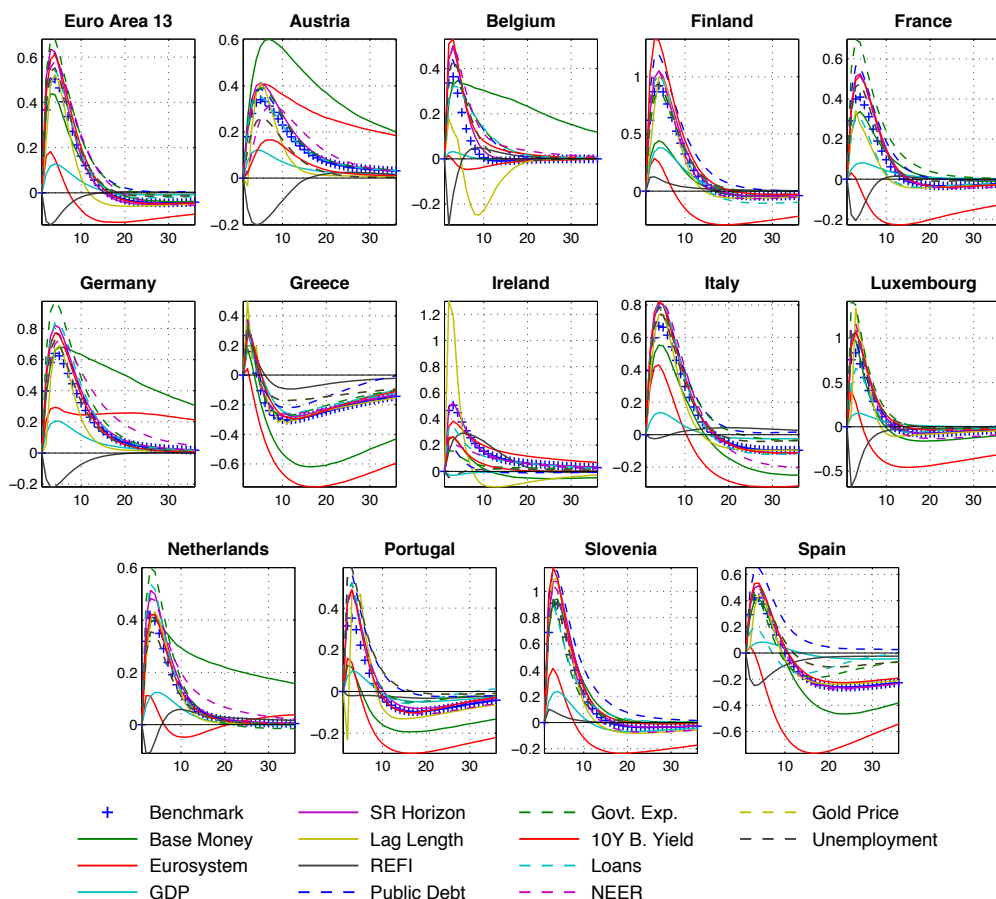 Euro Area 13 Austria Belgium Finland France
0.6 0.4 0.2 0 −0.2
0.6 0.4 0.2 0 −0.2
0.4 0.2 0 −0.2
1 0.5 0
0.6 0.4 0.2 0 −0.2
10 20 30 10 20 30 10 20 30 10 20 30 10 20 30
Germany Greece Ireland Italy Luxembourg
1 0.8 0.6 0.4 0.2 0 −0.2
0.4 0.2 0 −0.2 −0.4 −0.6
1.2 1 0.8 0.6 0.4 0.2 0
0.8 0.6 0.4 0.2 0 −0.2
1 0.5 0 −0.5
10 20 30 10 20 30 10 20 30 10 20 30 10 20 30
Netherlands Portugal Slovenia Spain
0.6 0.4 0.2 0
0.4 0.2 0 −0.2
1 0.8 0.6 0.4 0.2 0 −0.2
0.6 0.4 0.2 0 −0.2 −0.4 −0.6
10 20 30 10 20 30 10 20 30 10 20 30
Benchmark SR Horizon Govt. Exp. Gold Price
Base Money Lag Length 10Y B. Yield Unemployment
Eurosystem REFI Loans
GDP Public Debt NEER